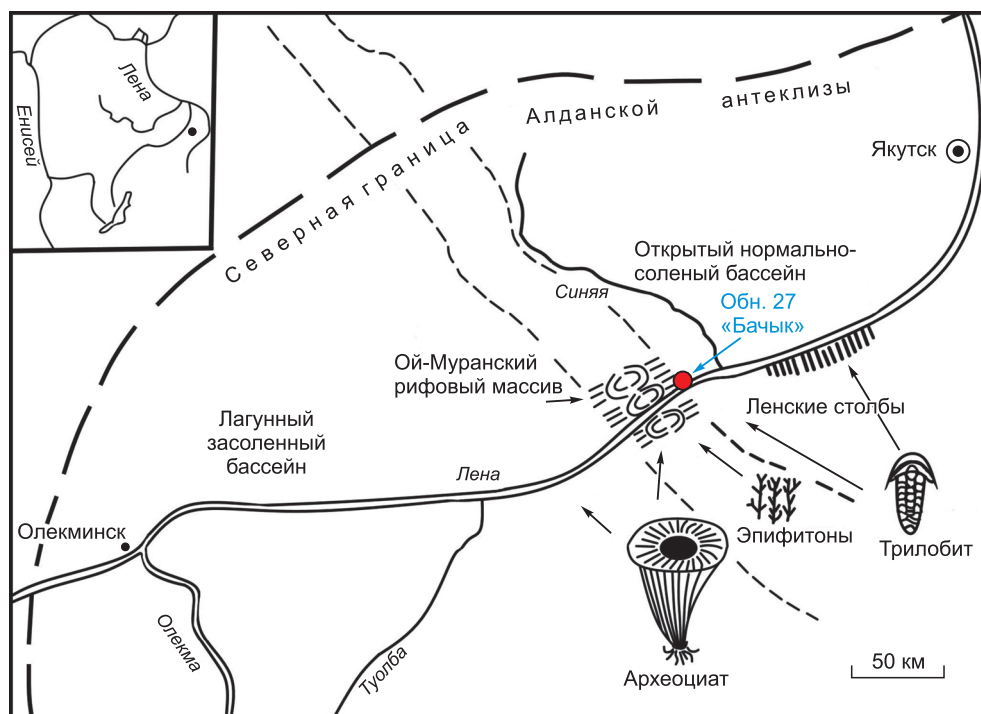 Лена
Енисей
Северная граница
Алданской антеклизы
Якутск
Открытый нормально-
соленый бассейн
Синяя
Обн. 27
«Бачык»
Ой-Муранский
рифовый массив
Ленские столбы
Лагунный
засоленный
бассейн
Лена
Олекминск
Эпифитоны
Трилобит
Олекма
Туолба
Археоциат
50 км